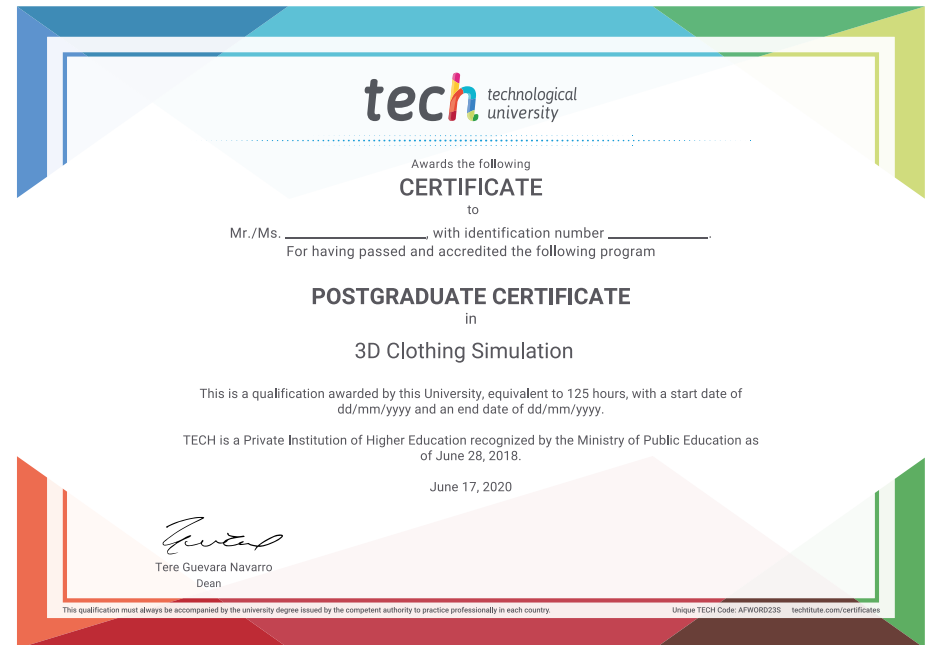 tech technological
university
Awards the following
CERTIFICATE
to
Mr./Ms. ____________________, with identification number ______________.
For having passed and accredited the following program
POSTGRADUATE CERTIFICATE
in
3D Clothing Simulation
This is a qualification awarded by this University, equivalent to 125 hours, with a start date of
dd/mm/yyyy and an end date of dd/mm/yyyy.
TECH is a Private Institution of Higher Education recognized by the Ministry of Public Education as
of June 28, 2018.
June 17, 2020
Tere Guevara Navarro
Dean
This qualification must always be accompanied by the university degree issued by the competent authority to practice professionally in each country.
Unique TECH Code: AFWORD23S techtitute.com/certificates